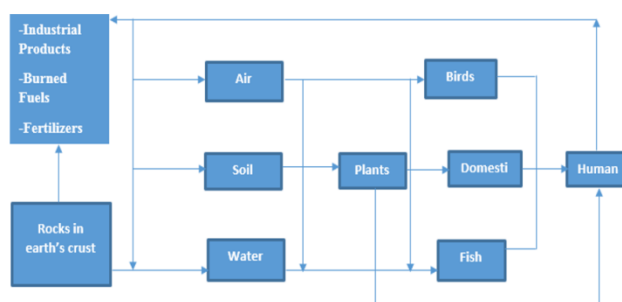 -Industrial
Products
-Burned
Fuels
-Fertilizers
Air
Birds
Soil
Plants
Domesti
Human
Rocks in
earth's crust
Water
Fish